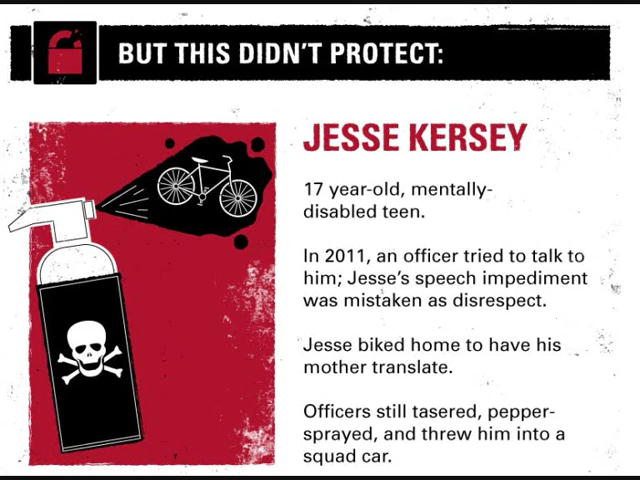 BUT THIS DIDN'T PROTECT:
JESSE KERSEY
17 year-old, mentally-
disabled teen.
In 2011, an officer tried to talk to
him; Jesse's speech impediment
was mistaken as disrespect.
Jesse biked home to have his
mother translate.
Officers still tasered, pepper-
sprayed, and threw him into a
squad car.